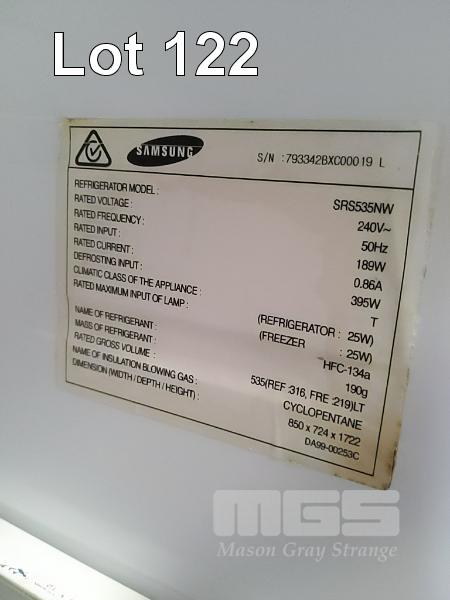 Lot 122
SAMSUNG
S/N :793342BXC00019 L
REFRIGERATOR MODEL : SRS535NW
RATED VOLTAGE : 240V~
RATED FREQUENCY : 50Hz
RATED INPUT : 189W
RATED CURRENT : 0.86A
DEFROSTING INPUT : 395W
CLIMATIC CLASS OF THE APPLIANCE : T
RATED MAXIMUM INPUT OF LAMP : (REFRIGERATOR : 25W)
(FREEZER : 25W)
NAME OF REFRIGERANT : HFC-134a
MASS OF REFRIGERANT : 190g
RATED GROSS VOLUME : 535(REF :316, FRE :219)LT
NAME OF INSULATION BLOWING GAS : CYCLOPENTANE
DIMENSION (WIDTH / DEPTH / HEIGHT) : 850 x 724 x 1722
DA99-00253C
MGS
Mason Gray Strange